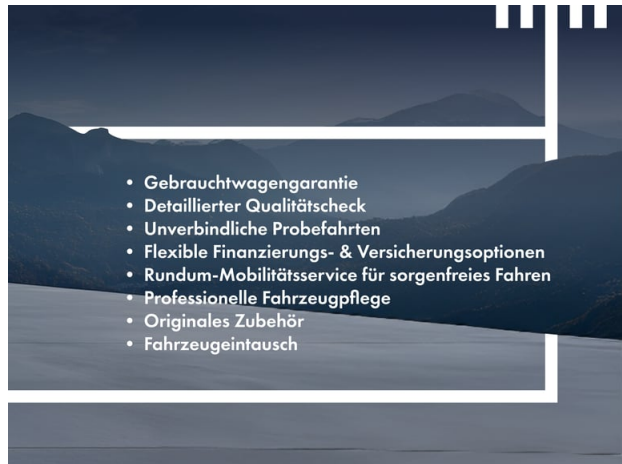 • Gebrauchtwagengarantie
• Detaillierter Qualitätscheck
• Unverbindliche Probefahrten
• Flexible Finanzierungs- & Versicherungsoptionen
• Rundum-Mobilitätsservice für sorgenfreies Fahren
• Professionelle Fahrzeugpflege
• Originales Zubehör
• Fahrzeugeintausch